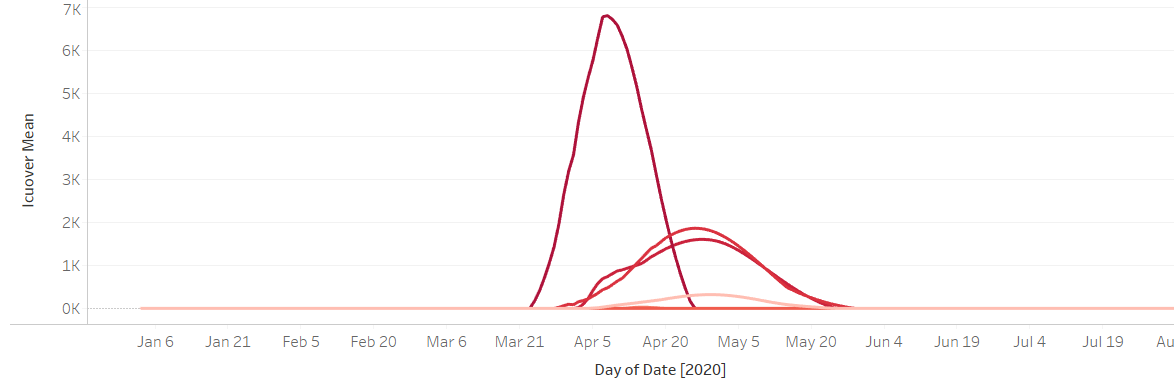 7K
6K
5K
4K
3K
2K
1K
0K
Icuover Mean
Jan 6 Jan 21 Feb 5 Feb 20 Mar 6 Mar 21 Apr 5 Apr 20 May 5 May 20 Jun 4 Jun 19 Jul 4 Jul 19 Au
Day of Date [2020]